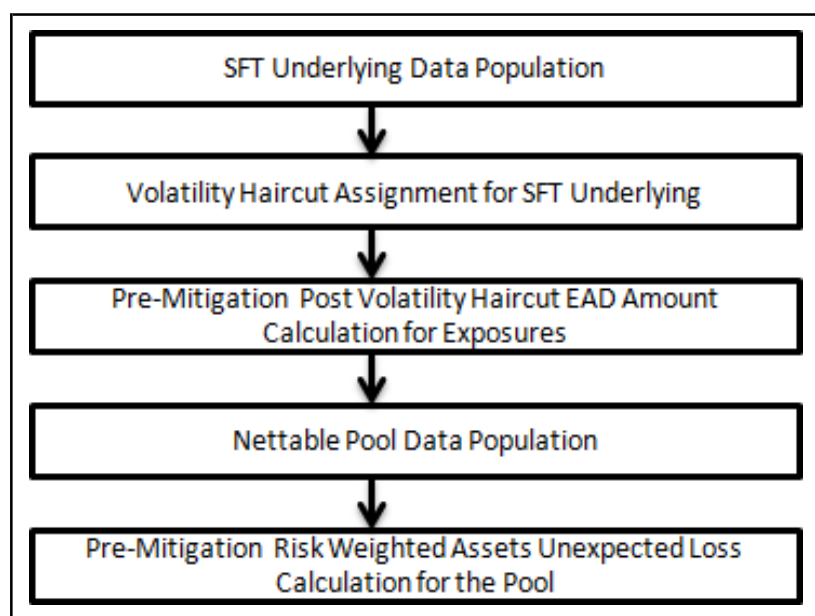 SFT Underlying Data Population
Volatility Haircut Assignment for SFT Underlying
Pre-Mitigation Post Volatility Haircut EAD Amount
Calculation for Exposures
Nettable Pool Data Population
Pre-Mitigation Risk Weighted Assets Unexpected Loss
Calculation for the Pool